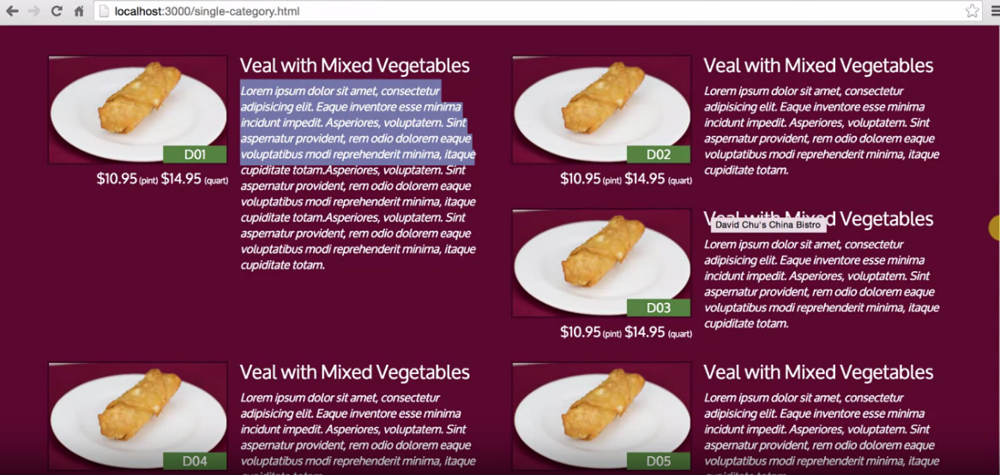 localhost:3000/single-category.html
Veal with Mixed Vegetables
Lorem ipsum dolor sit amet, consectetur
adipisicing elit. Eaque inventore esse minima
incidunt impedit. Asperiores, voluptatem. Sint
aspernatur provident, rem odio dolorem eaque
voluptatibus modi reprehenderit minima, itaque
cupiditate totam.Asperiores, voluptatem. Sint
aspernatur provident, rem odio dolorem eaque
voluptatibus modi reprehenderit minima, itaque
cupiditate totam.Asperiores, voluptatem. Sint
aspernatur provident, rem odio dolorem eaque
voluptatibus modi reprehenderit minima, itaque
cupiditate totam.
D01
$10.95 (pint) $14.95 (quart)
Veal with Mixed Vegetables
Lorem ipsum dolor sit amet, consectetur
adipisicing elit. Eaque inventore esse minima
incidunt impedit. Asperiores, voluptatem. Sint
aspernatur provident, rem odio dolorem eaque
voluptatibus modi reprehenderit minima, itaque
cupiditate totam.
D02
$10.95 (pint) $14.95 (quart)
Veal with Mixed Vegetables
David Chu's China Bistro
Lorem ipsum dolor sit amet, consectetur
adipisicing elit. Eaque inventore esse minima
incidunt impedit. Asperiores, voluptatem. Sint
aspernatur provident, rem odio dolorem eaque
voluptatibus modi reprehenderit minima, itaque
cupiditate totam.
D03
$10.95 (pint) $14.95 (quart)
Veal with Mixed Vegetables
Lorem ipsum dolor sit amet, consectetur
adipisicing elit. Eaque inventore esse minima
incidunt impedit. Asperiores, voluptatem. Sint
aspernatur provident, rem odio dolorem eaque
voluptatibus modi reprehenderit minima, itaque
D04
Veal with Mixed Vegetables
Lorem ipsum dolor sit amet, consectetur
adipisicing elit. Eaque inventore esse minima
incidunt impedit. Asperiores, voluptatem. Sint
aspernatur provident, rem odio dolorem eaque
voluptatibus modi reprehenderit minima, itaque
D05